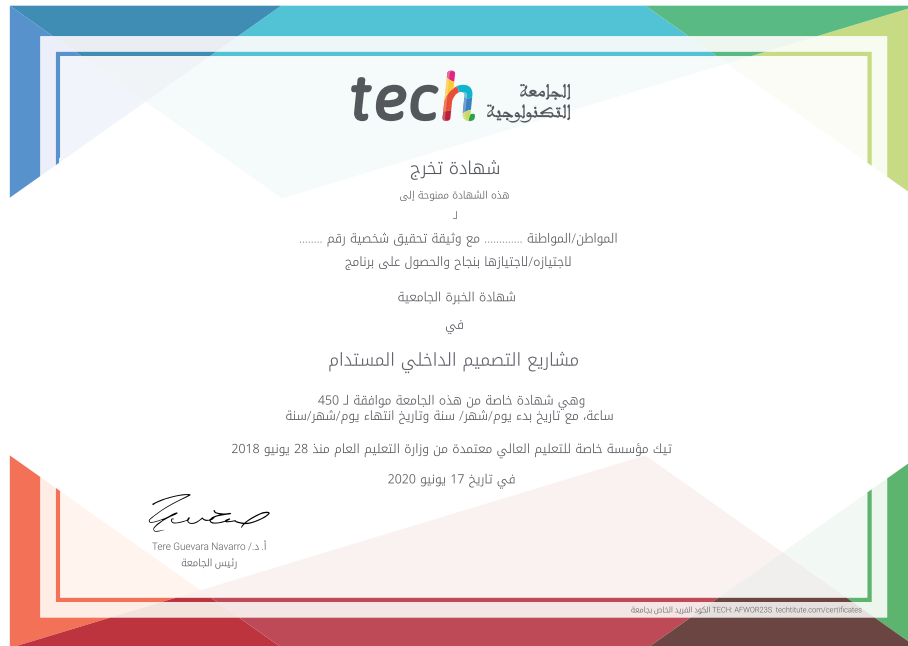 tech الجامعة
التكنولوجية
شهادة تخرج
هذه الشهادة ممنوحة إلى
لـ
المواطن/المواطنة ............ مع وثيقة تحقيق شخصية رقم ........
لاجتيازه/لاجتيازها بنجاح والحصول على برنامج
شهادة الخبرة الجامعية
في
مشاريع التصميم الداخلي المستدام
وهي شهادة خاصة من هذه الجامعة موافقة لـ 450
ساعة، مع تاريخ بدء يوم/شهر/ سنة وتاريخ انتهاء يوم/شهر/سنة
تيك مؤسسة خاصة للتعليم العالي معتمدة من وزارة التعليم العام منذ 28 يونيو 2018
في تاريخ 17 يونيو 2020
أ. د./ Tere Guevara Navarro
رئيس الجامعة
الكود الفريد الخاص بجامعة TECH: AFWOR23S techtitute.com/certificates